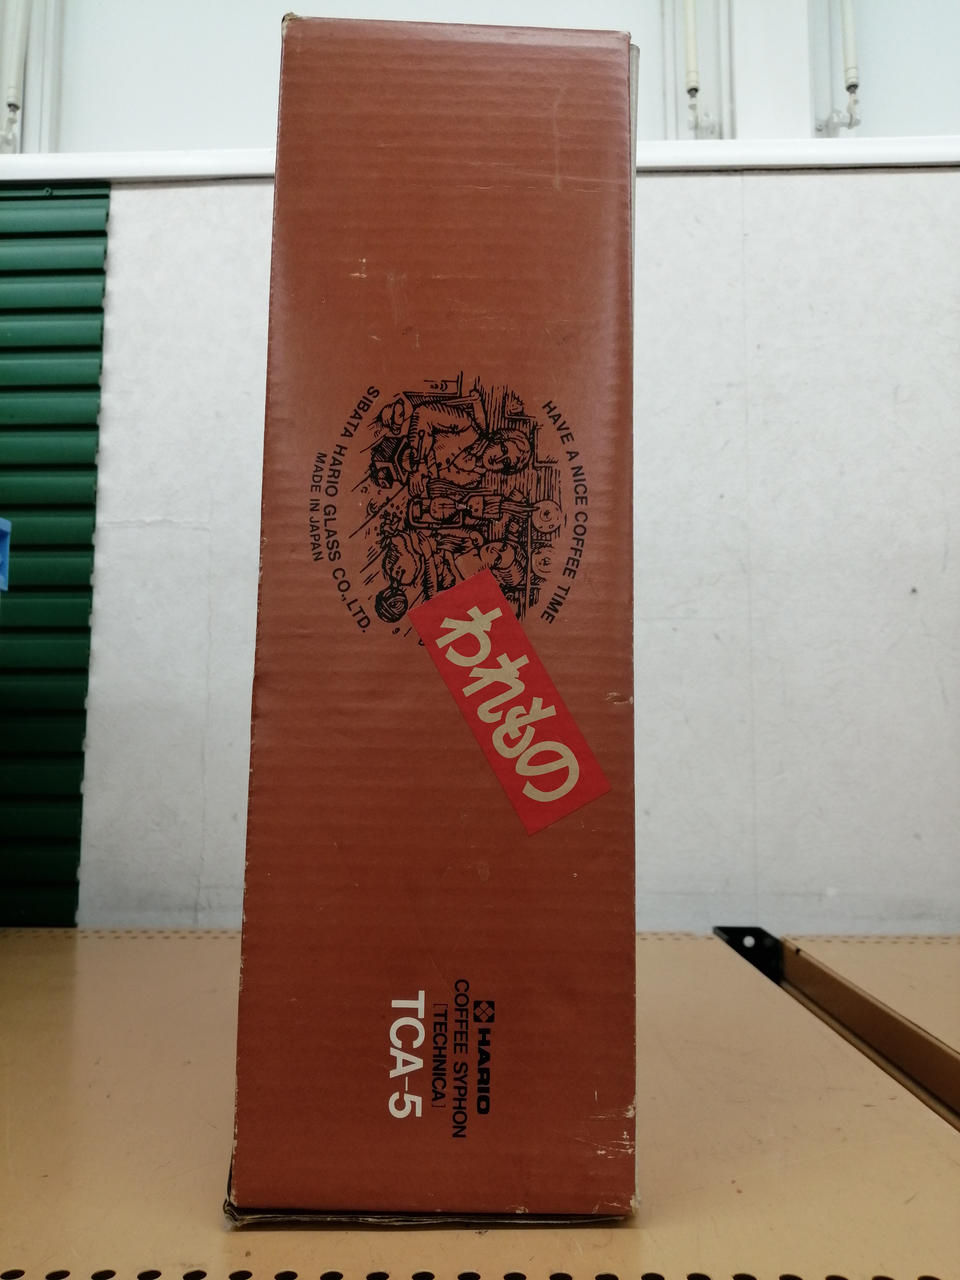 HAVE A NICE COFFEE TIME
SIBATA HARIO GLASS CO.,LTD.
MADE IN JAPAN
われもの
HARIO
COFFEE SYPHON
[TECHNICA]
TCA-5